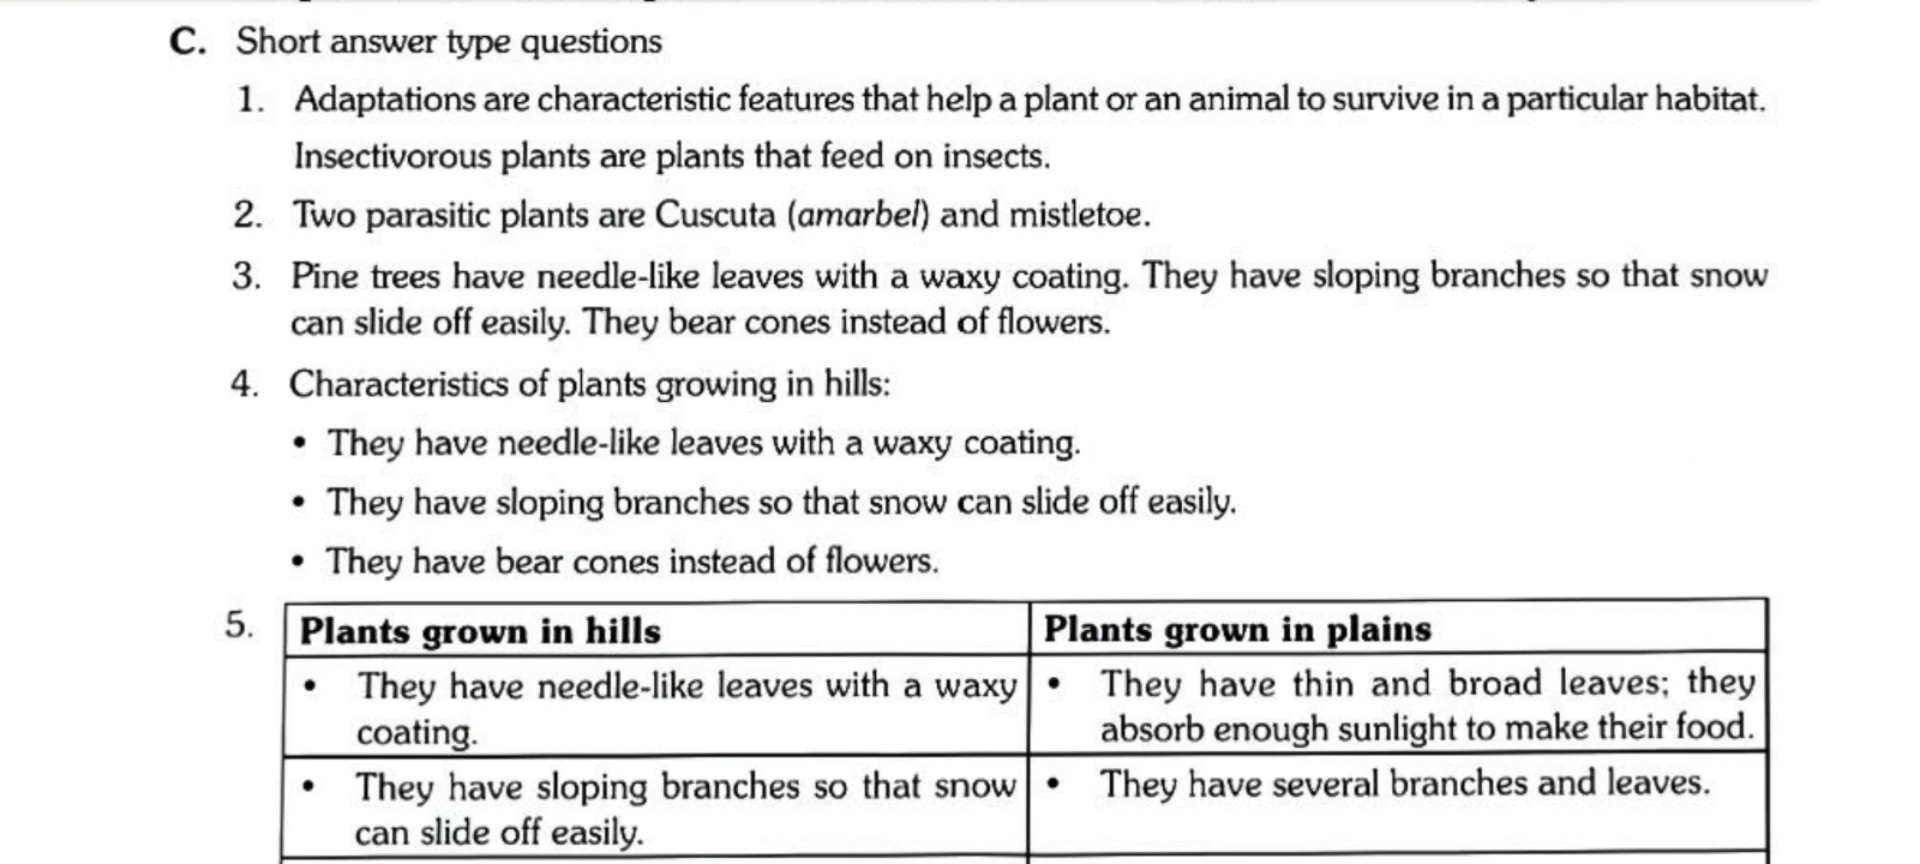 C. Short answer type questions
1. Adaptations are characteristic features that help a plant or an animal to survive in a particular habitat.
Insectivorous plants are plants that feed on insects.
2. Two parasitic plants are Cuscuta (amarbel) and mistletoe.
3. Pine trees have needle-like leaves with a waxy coating. They have sloping branches so that snow
can slide off easily. They bear cones instead of flowers.
4. Characteristics of plants growing in hills:
• They have needle-like leaves with a waxy coating.
• They have sloping branches so that snow can slide off easily.
• They have bear cones instead of flowers.
5. Plants grown in hills
Plants grown in plains
• They have needle-like leaves with a waxy
coating.
• They have thin and broad leaves; they
absorb enough sunlight to make their food.
• They have sloping branches so that snow
can slide off easily.
• They have several branches and leaves.